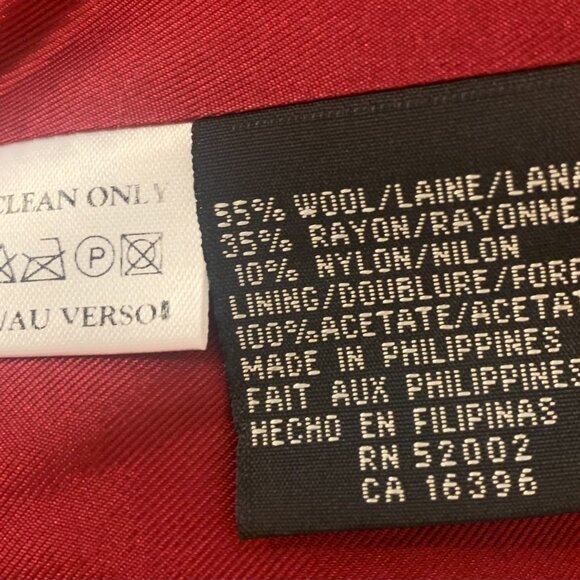 CLEAN ONLY
P
/AU VERSO!
55% WOOL/LAINE/LANA
35% RAYON/RAYONNE
10% NYLON/NILON
LINING/DOUBLURE/FORR
100%ACETATE/ACETAT
MADE IN PHILIPPINES
FAIT AUX PHILIPPINES
HECHO EN FILIPINAS
RN 52002
CA 16396